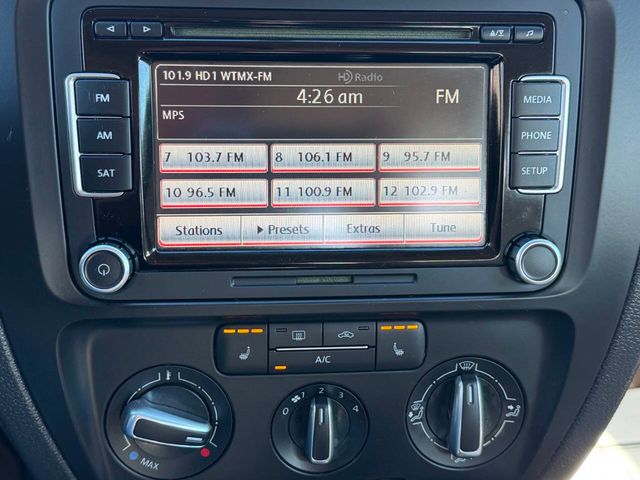 101.9 HD1 WTMX-FM HD Radio
4:26 am FM
MPS
7 103.7 FM 8 106.1 FM 9 95.7 FM
10 96.5 FM 11 100.9 FM 12 102.9 FM
Stations Presets Extras Tune
FM
AM
SAT
MEDIA
PHONE
SETUP
A/C
MAX
0 1 2 3 4